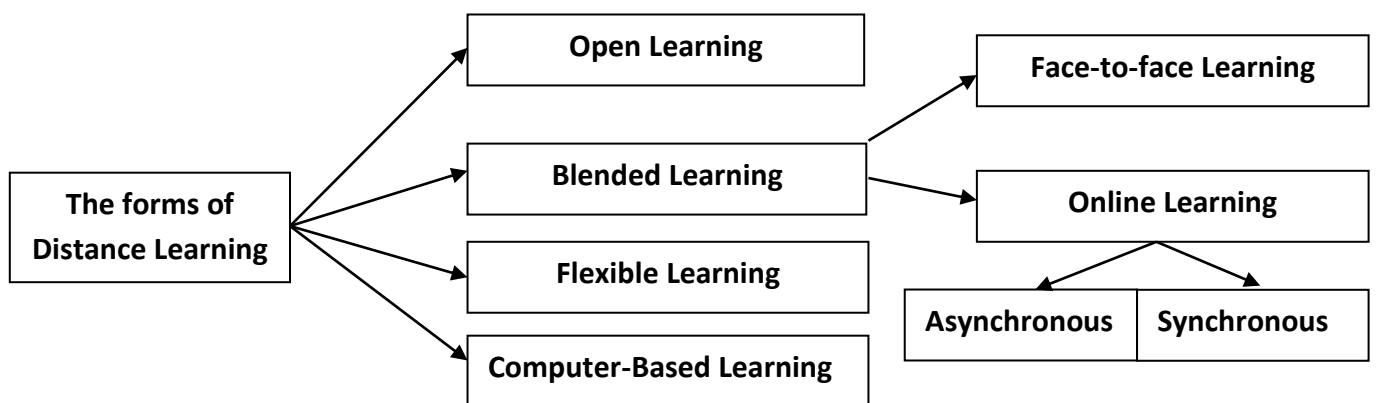 Open Learning
Face-to-face Learning
Blended Learning
The forms of
Distance Learning
Online Learning
Flexible Learning
Asynchronous
Synchronous
Computer-Based Learning